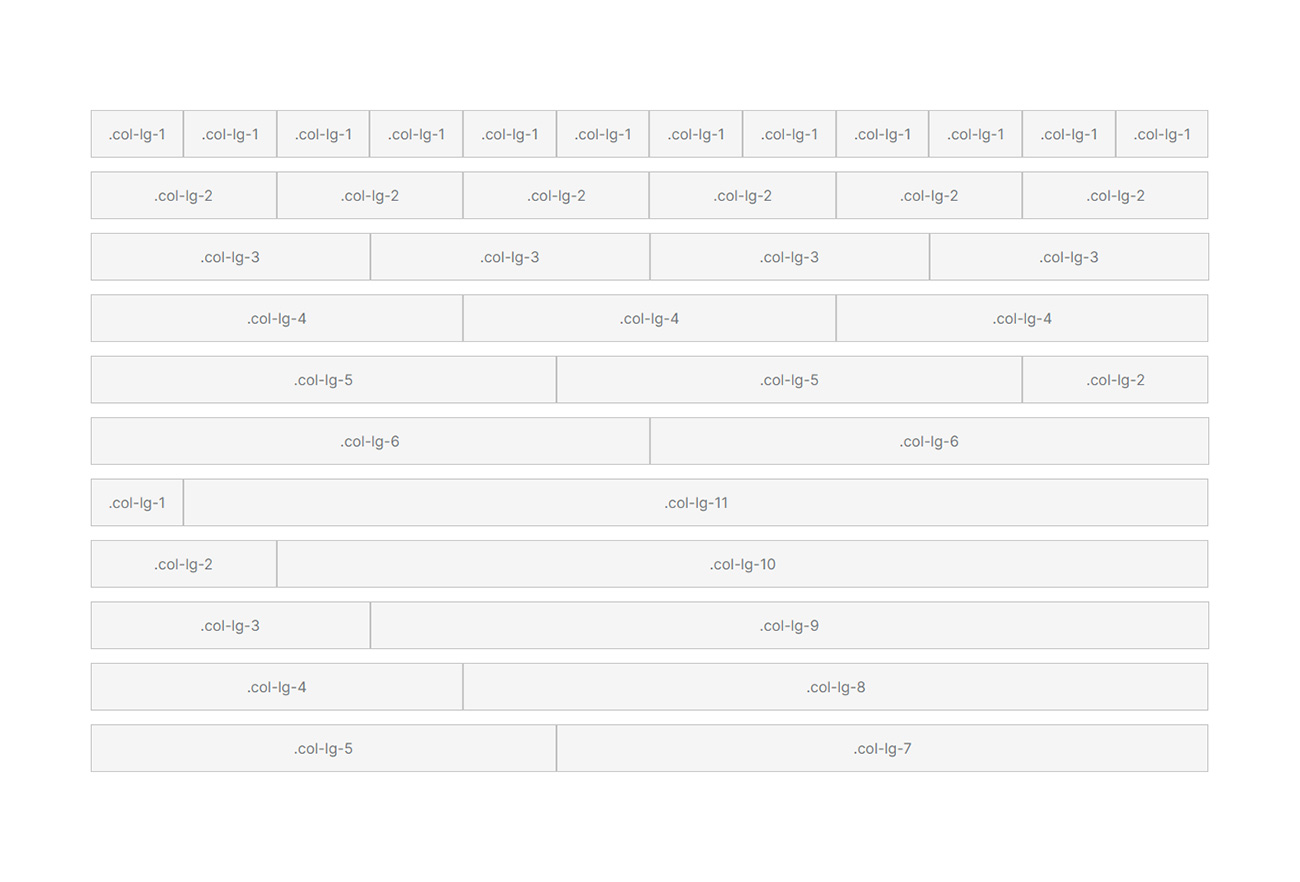 .col-lg-1 .col-lg-1 .col-lg-1 .col-lg-1 .col-lg-1 .col-lg-1 .col-lg-1 .col-lg-1 .col-lg-1 .col-lg-1 .col-lg-1 .col-lg-1
.col-lg-2 .col-lg-2 .col-lg-2 .col-lg-2 .col-lg-2 .col-lg-2
.col-lg-3 .col-lg-3 .col-lg-3 .col-lg-3
.col-lg-4 .col-lg-4 .col-lg-4
.col-lg-5 .col-lg-5 .col-lg-2
.col-lg-6 .col-lg-6
.col-lg-1 .col-lg-11
.col-lg-2 .col-lg-10
.col-lg-3 .col-lg-9
.col-lg-4 .col-lg-8
.col-lg-5 .col-lg-7